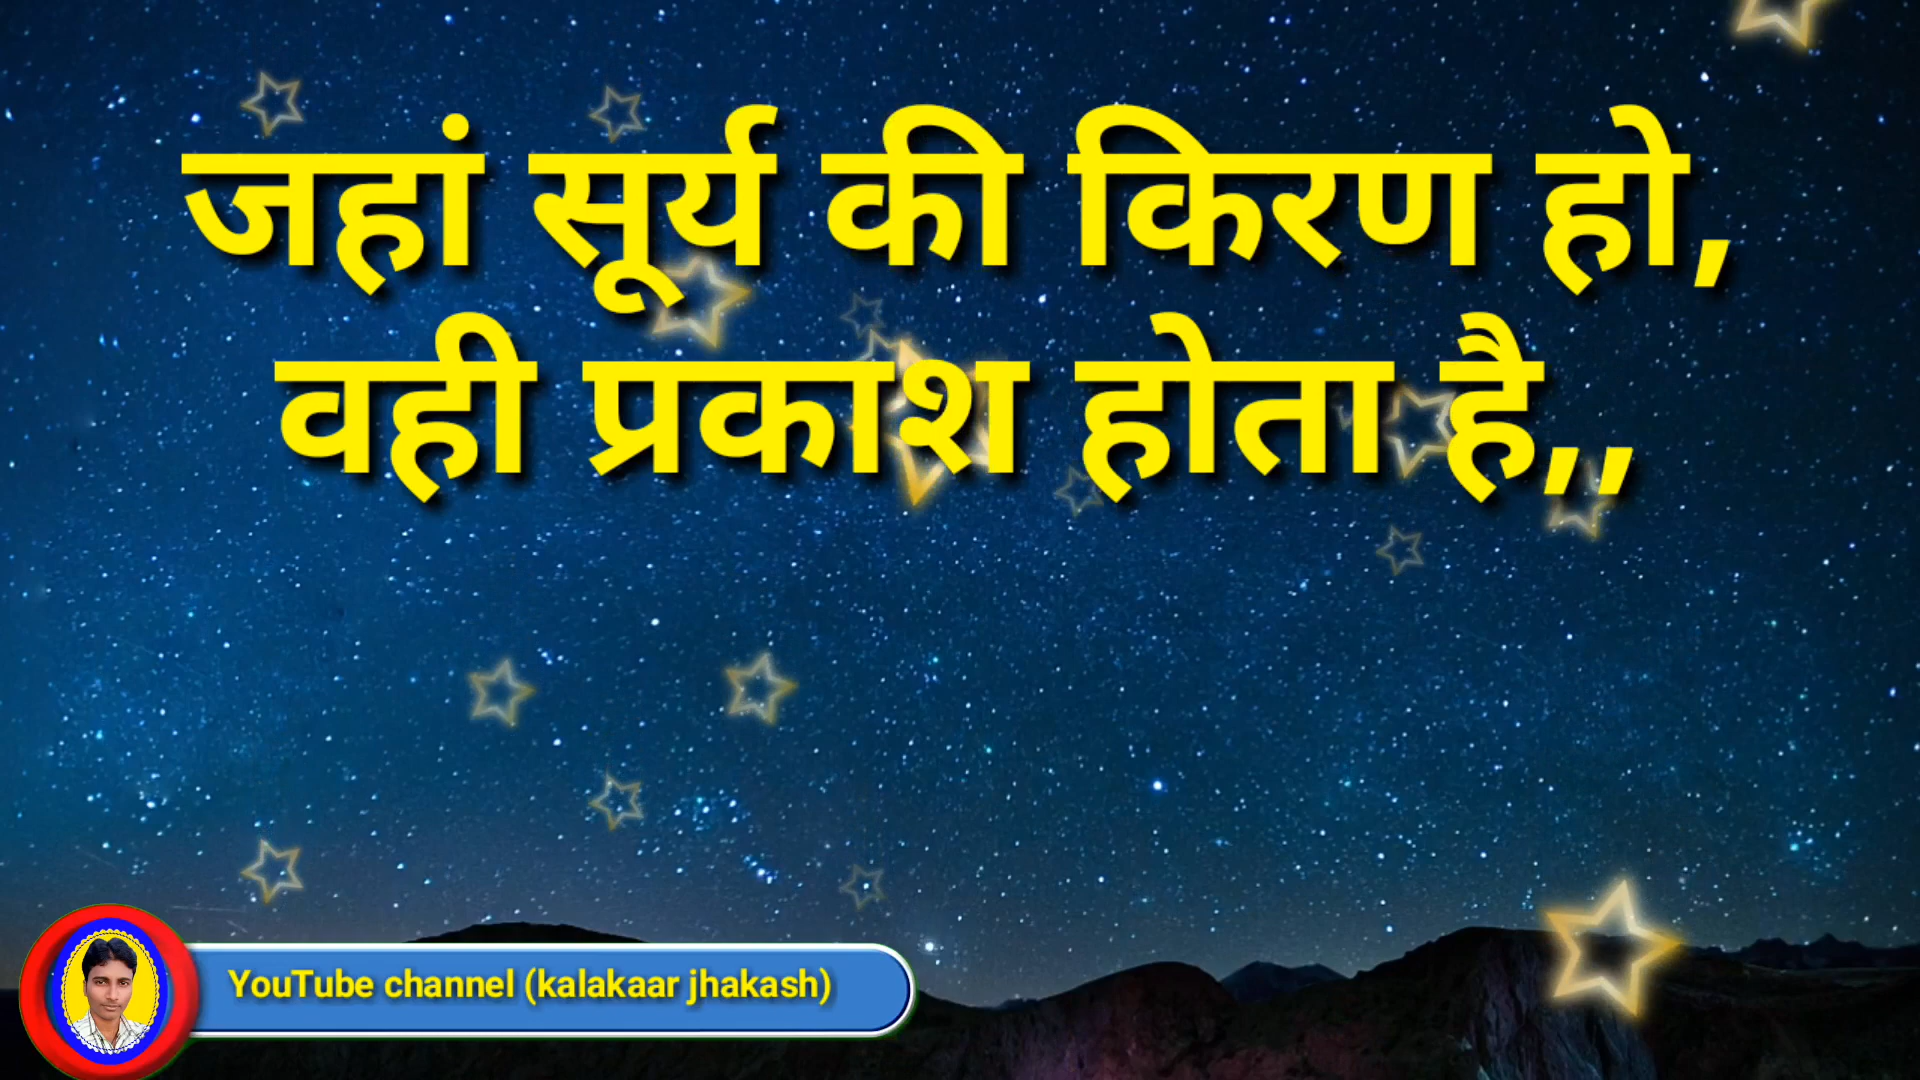 जहां सूर्य की किरण हो,
वही प्रकाश होता है,,
YouTube channel (kalakaar jhakash)